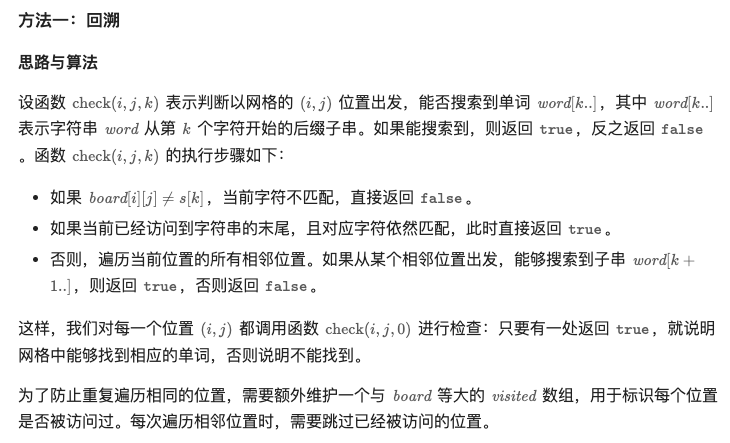 方法一：回溯
思路与算法
设函数 check(i, j, k) 表示判断以网格的 (i, j) 位置出发，能否搜索到单词 word[k..]，其中 word[k..]
表示字符串 word 从第 k 个字符开始的后缀子串。如果能搜索到，则返回 true，反之返回 false
。函数 check(i, j, k) 的执行步骤如下：
• 如果 board[i][j] ≠ s[k]，当前字符不匹配，直接返回 false。
• 如果当前已经访问到字符串的末尾，且对应字符依然匹配，此时直接返回 true。
• 否则，遍历当前位置的所有相邻位置。如果从某个相邻位置出发，能够搜索到子串 word[k +
1..]，则返回 true，否则返回 false。
这样，我们对每一个位置 (i, j) 都调用函数 check(i, j, 0) 进行检查：只要有一处返回 true，就说明
网格中能够找到相应的单词，否则说明不能找到。
为了防止重复遍历相同的位置，需要额外维护一个与 board 等大的 visited 数组，用于标识每个位置
是否被访问过。每次遍历相邻位置时，需要跳过已经被访问的位置。